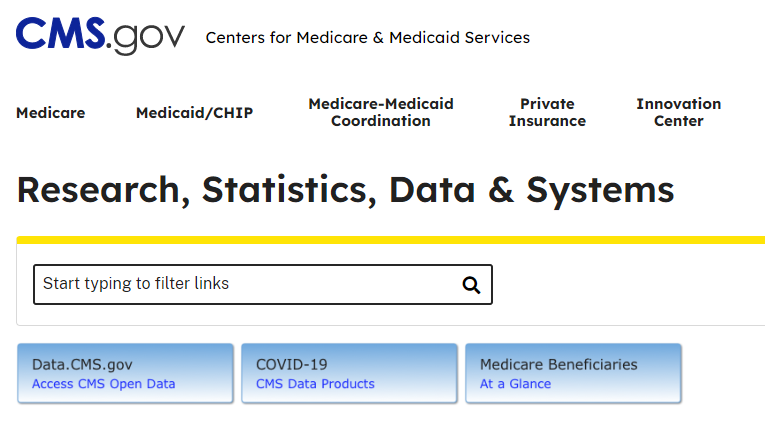 CMS.gov Centers for Medicare & Medicaid Services
Medicare
Medicaid/CHIP
Medicare-Medicaid
Coordination
Private
Insurance
Innovation
Center
Research, Statistics, Data & Systems
Start typing to filter links
Data.CMS.gov
Access CMS Open Data
COVID-19
CMS Data Products
Medicare Beneficiaries
At a Glance